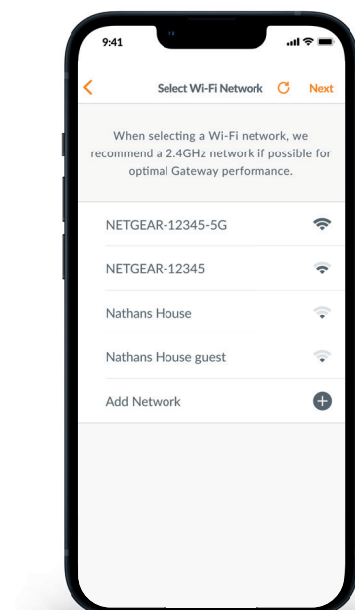 9:41
Select Wi-Fi Network Next
When selecting a Wi-Fi network, we
recommend a 2.4GHz network if possible for
optimal Gateway performance.
NETGEAR-12345-5G
NETGEAR-12345
Nathans House
Nathans House guest
Add Network